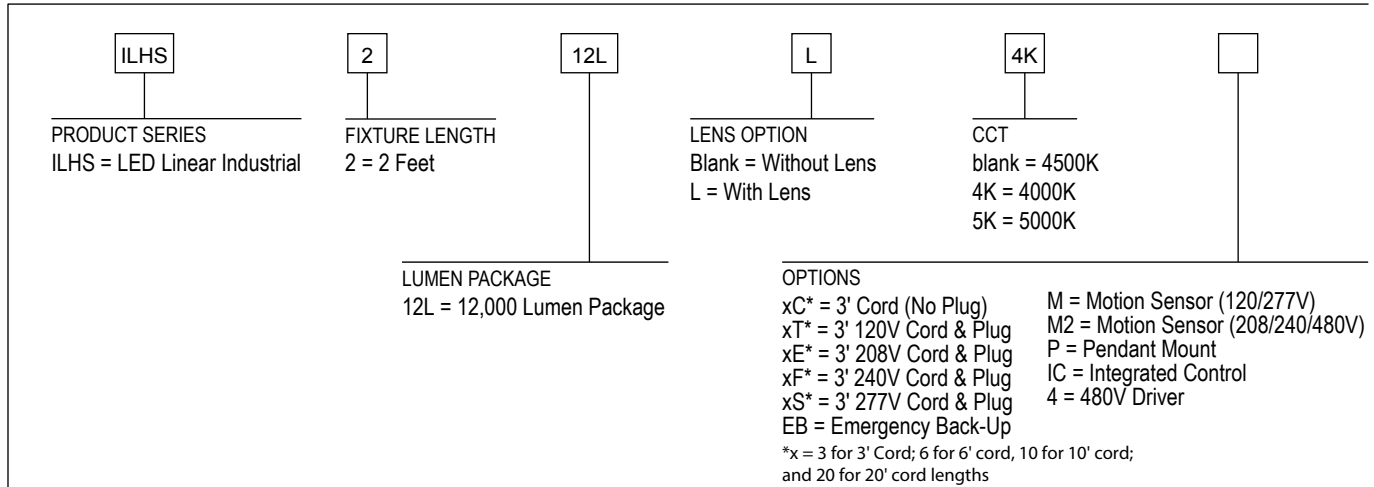 ILHS 2 12L L 4K
PRODUCT SERIES
ILHS = LED Linear Industrial
FIXTURE LENGTH
2 = 2 Feet
LENS OPTION
Blank = Without Lens
L = With Lens
CCT
blank = 4500K
4K = 4000K
5K = 5000K
LUMEN PACKAGE
12L = 12,000 Lumen Package
OPTIONS
xC* = 3' Cord (No Plug)
xT* = 3' 120V Cord & Plug
xE* = 3' 208V Cord & Plug
xF* = 3' 240V Cord & Plug
xS* = 3' 277V Cord & Plug
EB = Emergency Back-Up
M = Motion Sensor (120/277V)
M2 = Motion Sensor (208/240/480V)
P = Pendant Mount
IC = Integrated Control
4 = 480V Driver
*x = 3 for 3' Cord; 6 for 6' cord, 10 for 10' cord;
and 20 for 20' cord lengths